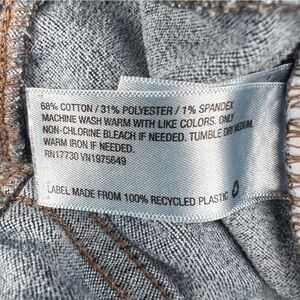 68% COTTON / 31% POLYESTER / 1% SPANDEX
MACHINE WASH WARM WITH LIKE COLORS. ONLY
NON-CHLORINE BLEACH IF NEEDED. TUMBLE DRY MEDIUM.
WARM IRON IF NEEDED.
RN17730 VN1975649
LABEL MADE FROM 100% RECYCLED PLASTIC